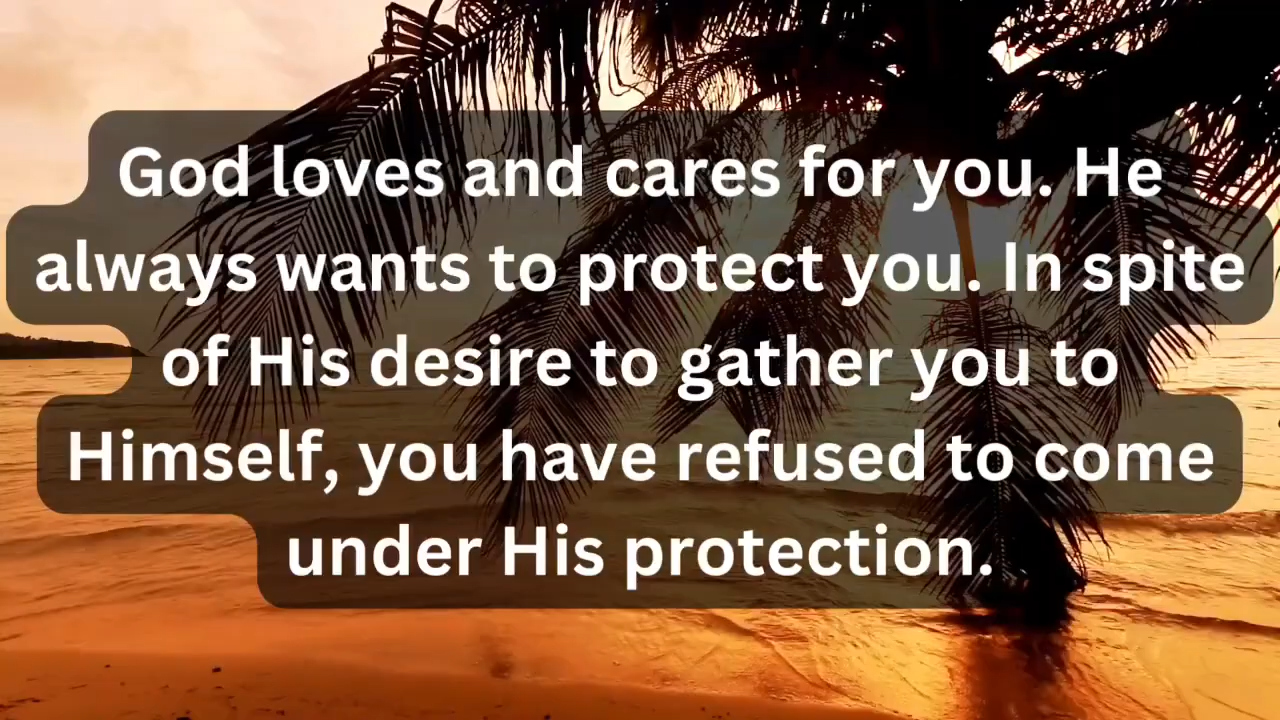 God loves and cares for you. He
always wants to protect you. In spite
of His desire to gather you to
Himself, you have refused to come
under His protection.